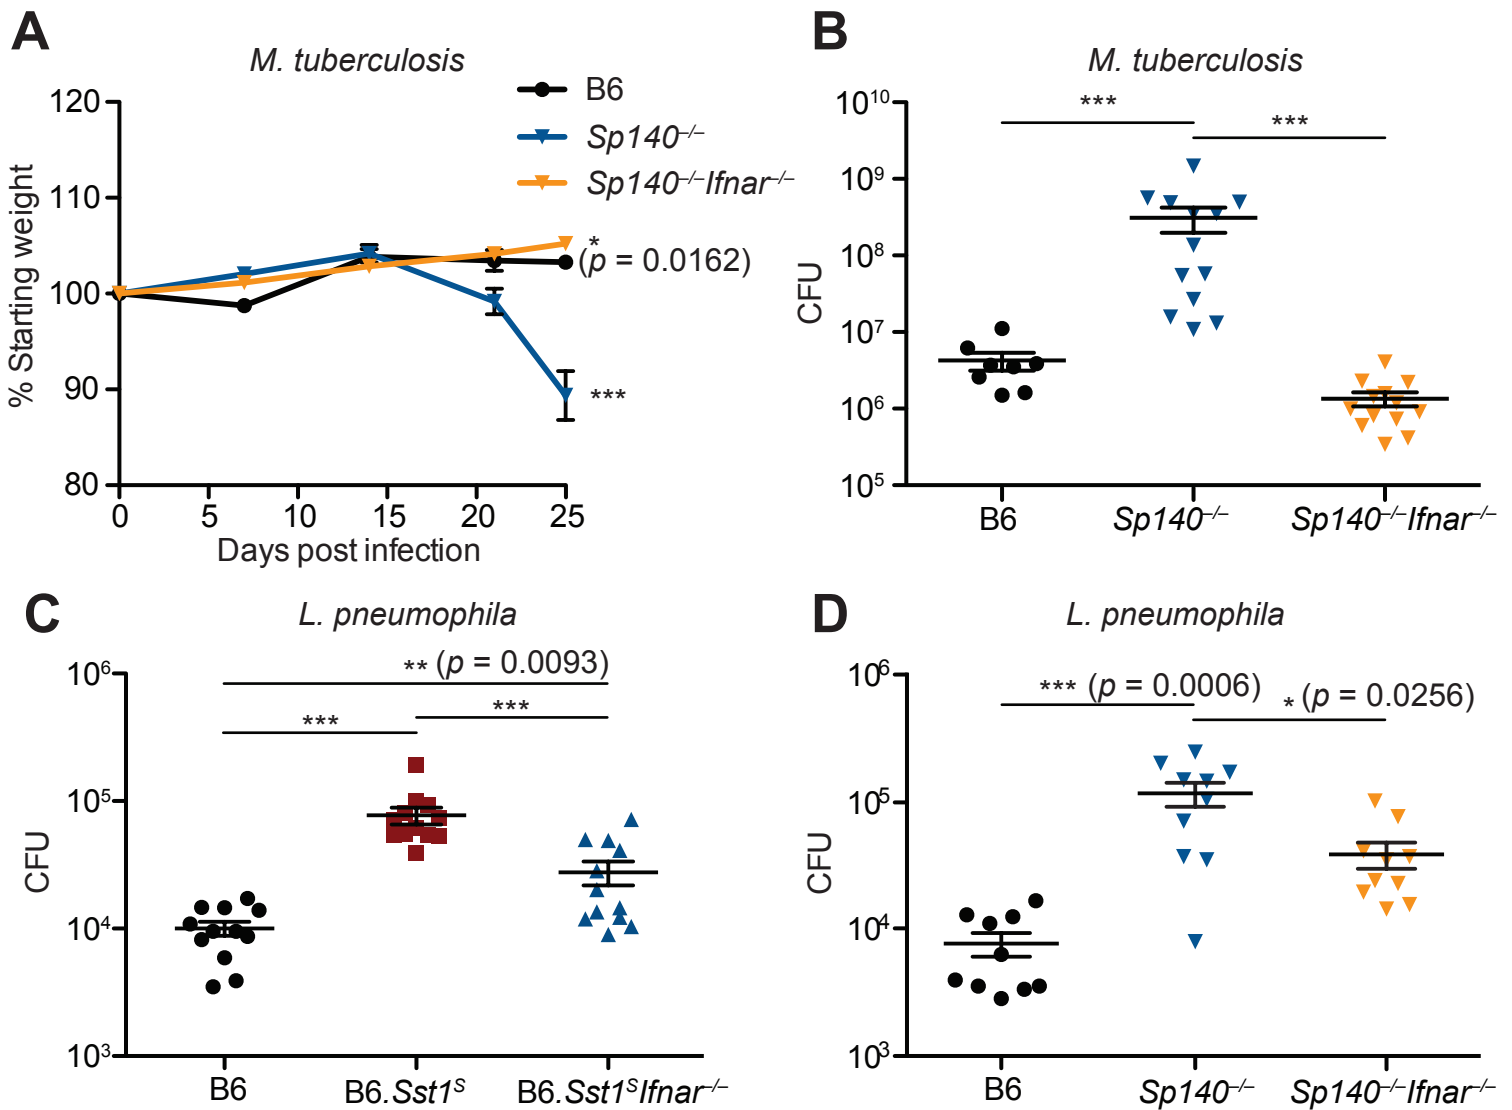 A
M. tuberculosis
B6
Sp140–/–
Sp140–/–Ifnar–/–
% Starting weight
120
110
100
90
80
*
(p = 0.0162)
***
0 5 10 15 20 25
Days post infection
B
M. tuberculosis
CFU
10^10
10^9
10^8
10^7
10^6
10^5
*** ***
B6 Sp140–/– Sp140–/–Ifnar–/–
C
L. pneumophila
CFU
10^6
10^5
10^4
10^3
** (p = 0.0093)
*** ***
B6 B6.Sst1^S B6.Sst1^SIfnar–/–
D
L. pneumophila
CFU
10^6
10^5
10^4
10^3
*** (p = 0.0006)
* (p = 0.0256)
B6 Sp140–/– Sp140–/–Ifnar–/–